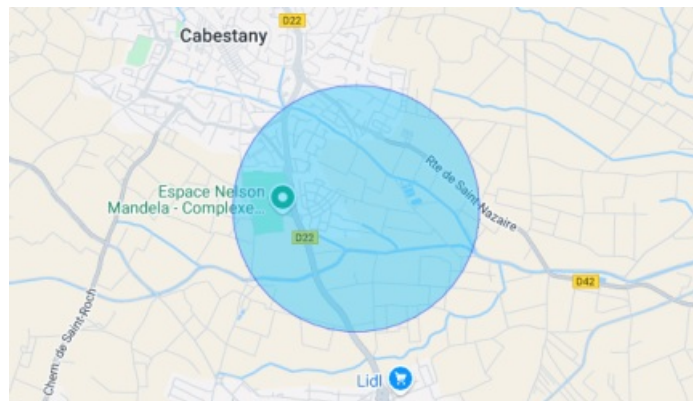 D22
Cabestany
Rte de Saint-Nazaire
Espace Nelson
Mandela - Complexe...
D22
D42
Chem. de Saint-Roch
Lidl